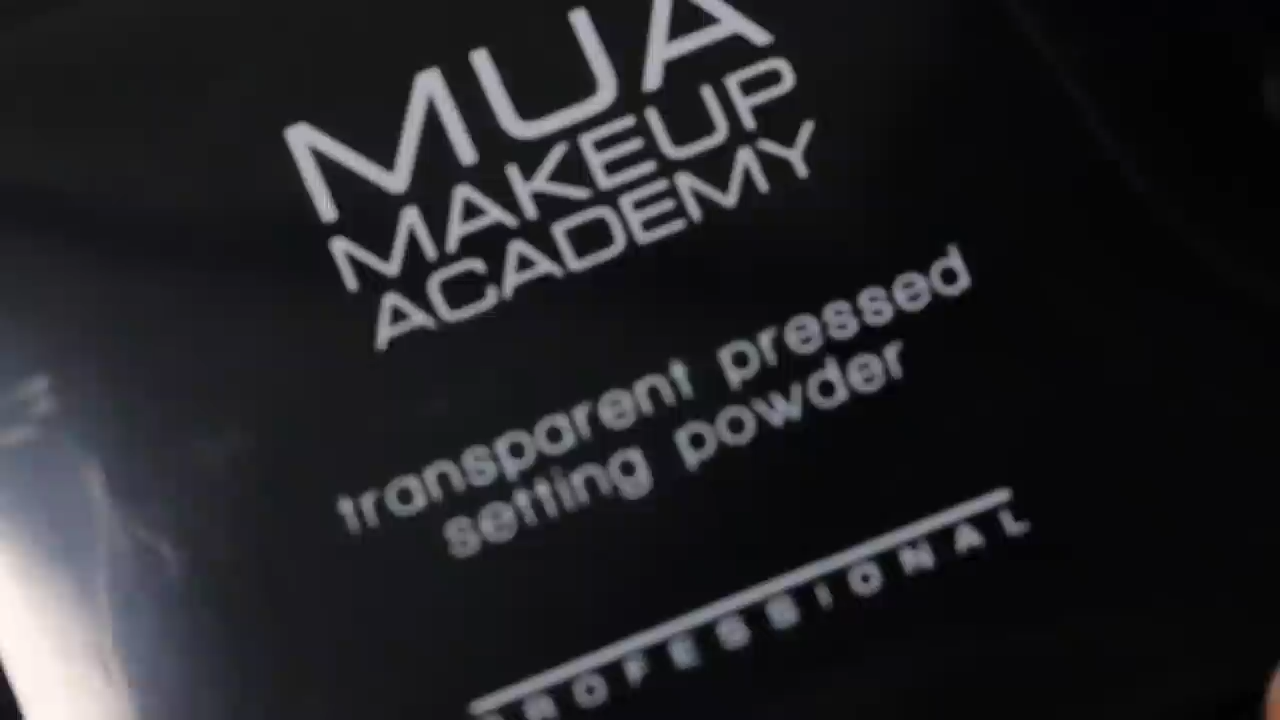 MUA
MAKEUP
ACADEMY
transparent pressed
setting powder
PROFESSIONAL